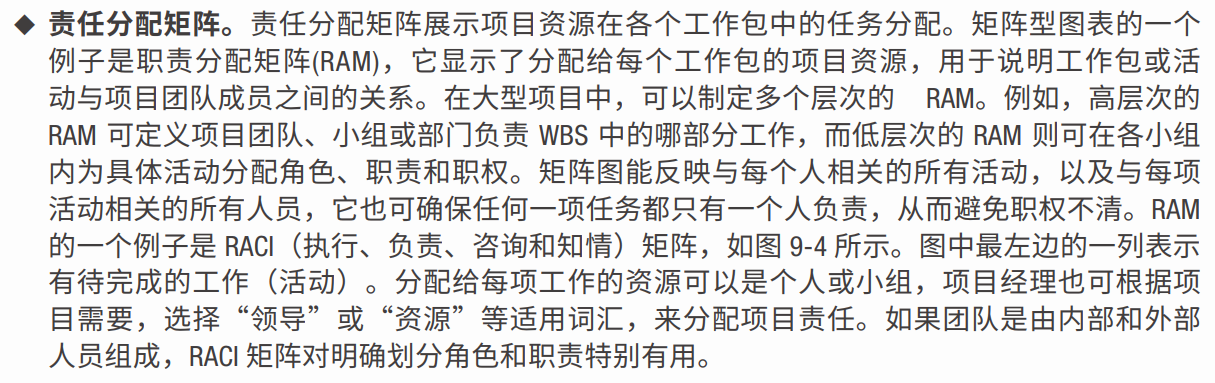 ◆ 责任分配矩阵。责任分配矩阵展示项目资源在各个工作包中的任务分配。矩阵型图表的一个
例子是职责分配矩阵(RAM)，它显示了分配给每个工作包的项目资源，用于说明工作包或活
动与项目团队成员之间的关系。在大型项目中，可以制定多个层次的 RAM。例如，高层次的
RAM 可定义项目团队、小组或部门负责 WBS 中的哪部分工作，而低层次的 RAM 则可在各小组
内为具体活动分配角色、职责和职权。矩阵图能反映与每个人相关的所有活动，以及与每项
活动相关的所有人员，它也可确保任何一项任务都只有一个人负责，从而避免职权不清。RAM
的一个例子是 RACI（执行、负责、咨询和知情）矩阵，如图 9-4 所示。图中最左边的一列表示
有待完成的工作（活动）。分配给每项工作的资源可以是个人或小组，项目经理也可根据项
目需要，选择“领导”或“资源”等适用词汇，来分配项目责任。如果团队是由内部和外部
人员组成，RACI 矩阵对明确划分角色和职责特别有用。